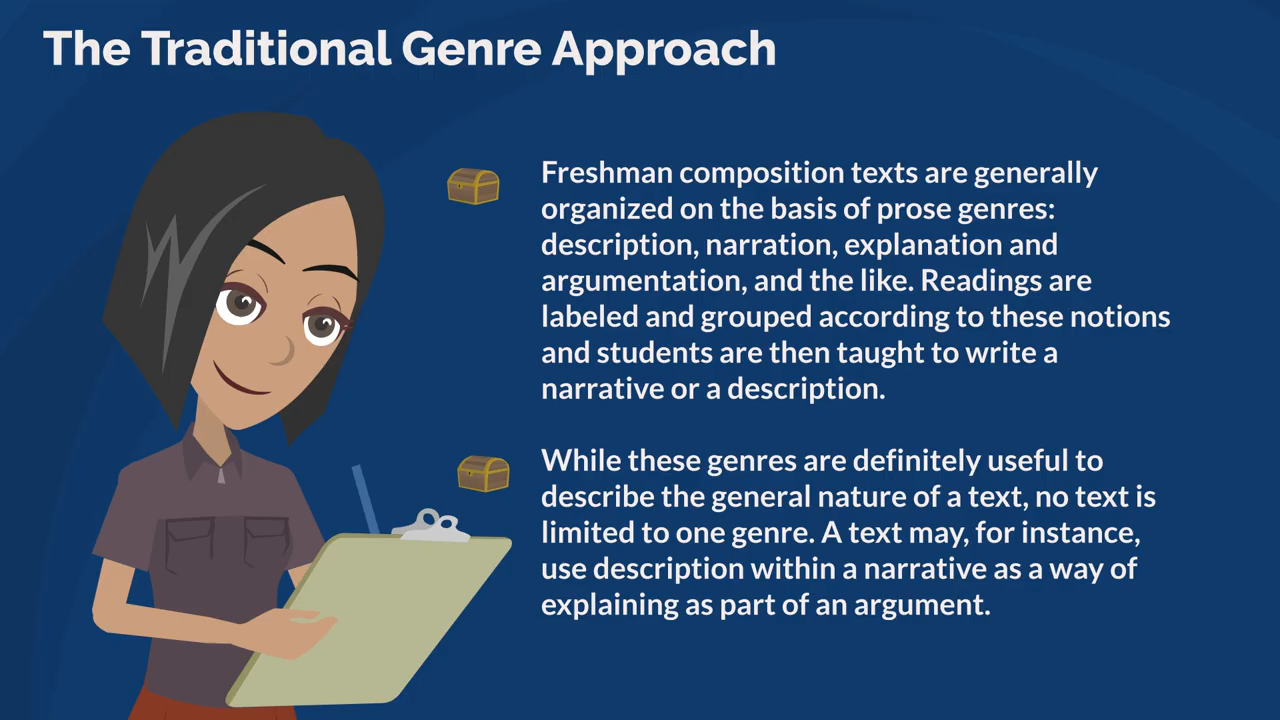 The Traditional Genre Approach
Freshman composition texts are generally
organized on the basis of prose genres:
description, narration, explanation and
argumentation, and the like. Readings are
labeled and grouped according to these notions
and students are then taught to write a
narrative or a description.
While these genres are definitely useful to
describe the general nature of a text, no text is
limited to one genre. A text may, for instance,
use description within a narrative as a way of
explaining as part of an argument.